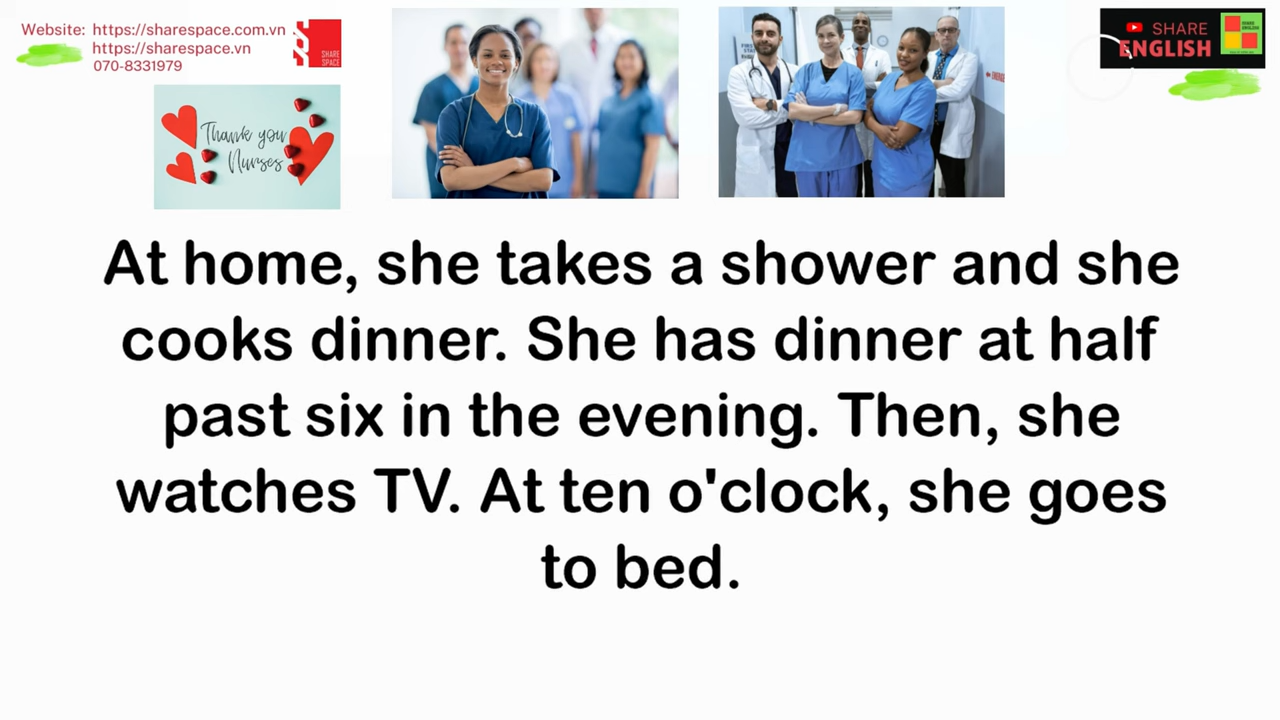 Website: https://sharespace.com.vn
https://sharespace.vn
070-8331979
SHARE
SPACE
SHARE
ENGLISH
SHARE
ENGLISH
Thank you
Nurses
At home, she takes a shower and she
cooks dinner. She has dinner at half
past six in the evening. Then, she
watches TV. At ten o'clock, she goes
to bed.